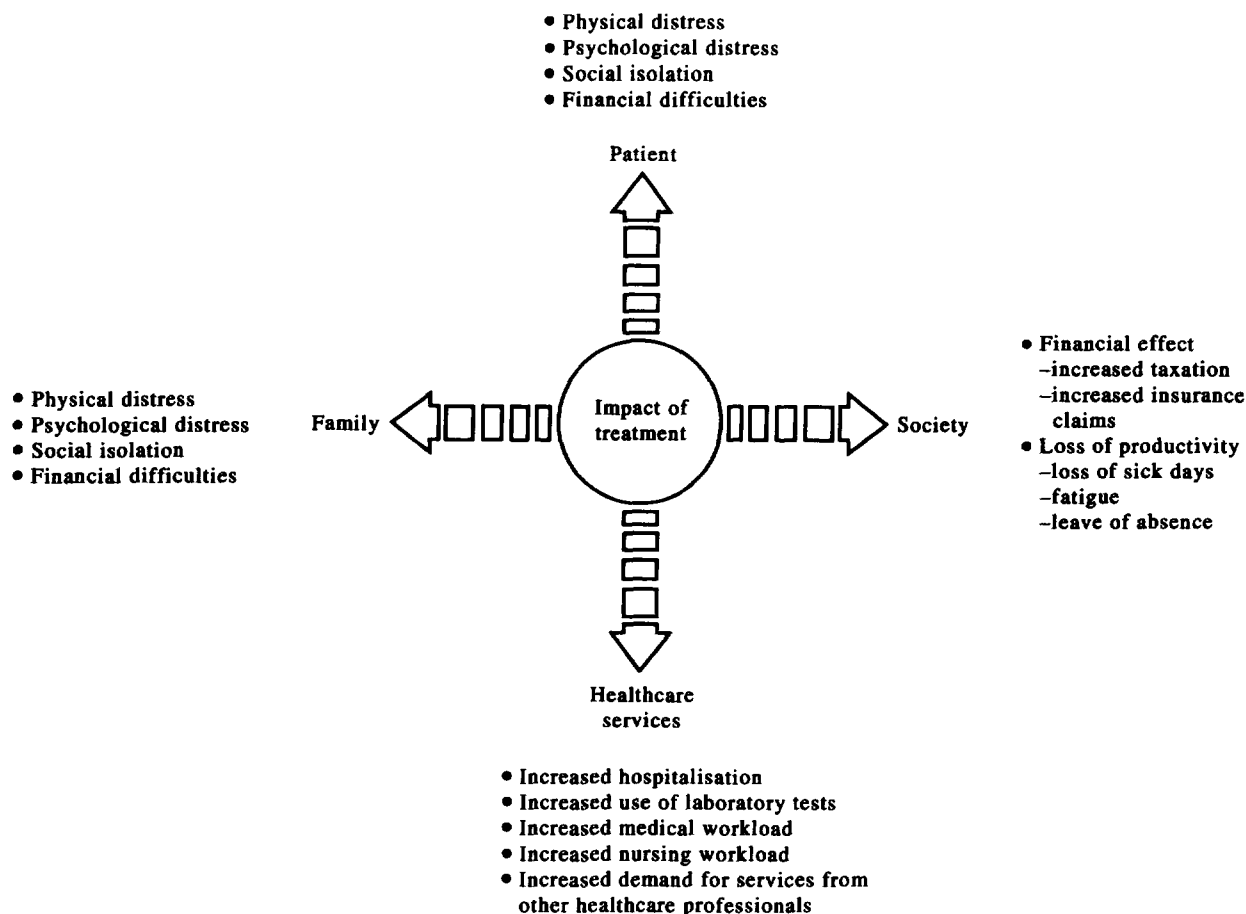 ● Physical distress
● Psychological distress
● Social isolation
● Financial difficulties
Patient
● Physical distress
● Psychological distress
● Social isolation
● Financial difficulties
Family
Impact of
treatment
Society
● Financial effect
–increased taxation
–increased insurance
claims
● Loss of productivity
–loss of sick days
–fatigue
–leave of absence
Healthcare
services
● Increased hospitalisation
● Increased use of laboratory tests
● Increased medical workload
● Increased nursing workload
● Increased demand for services from
other healthcare professionals